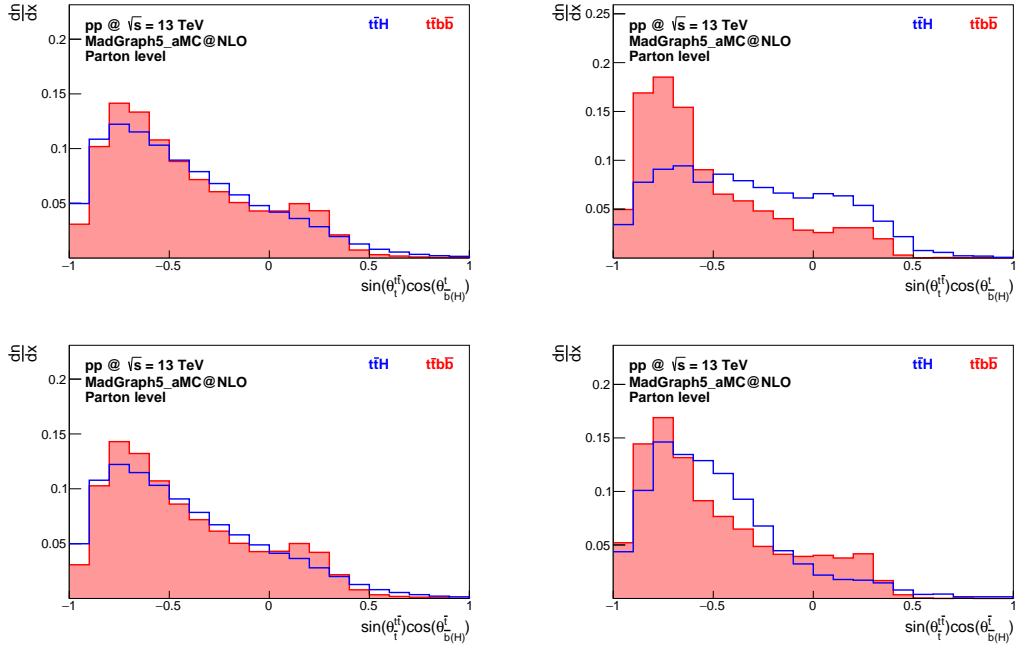 dn/dx
pp @ √s = 13 TeV tt̄H tt̄bb̄
MadGraph5_aMC@NLO
Parton level
0.2
0.15
0.1
0.05
−1 −0.5 0 0.5 1
sin(θ_t^{tt̄})cos(θ_{b̄(H)}^t)
dn/dx
pp @ √s = 13 TeV tt̄H tt̄bb̄
MadGraph5_aMC@NLO
Parton level
0.25
0.2
0.15
0.1
0.05
−1 −0.5 0 0.5 1
sin(θ_t^{tt̄})cos(θ_{b̄(H)}^t)
dn/dx
pp @ √s = 13 TeV tt̄H tt̄bb̄
MadGraph5_aMC@NLO
Parton level
0.2
0.15
0.1
0.05
−1 −0.5 0 0.5 1
sin(θ_{t̄}^{tt̄})cos(θ_{b̄(H)}^{t̄})
dn/dx
pp @ √s = 13 TeV tt̄H tt̄bb̄
MadGraph5_aMC@NLO
Parton level
0.2
0.15
0.1
0.05
−1 −0.5 0 0.5 1
sin(θ_{t̄}^{tt̄})cos(θ_{b̄(H)}^{t̄})